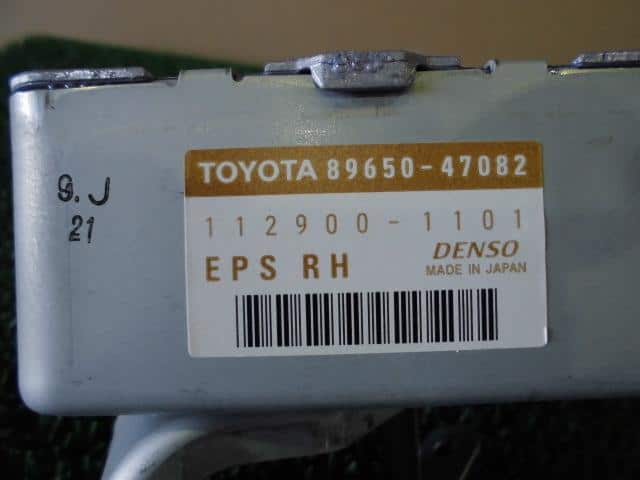 TOYOTA 89650-47082
112900-1101
EPS RH
DENSO
MADE IN JAPAN
9.J
21